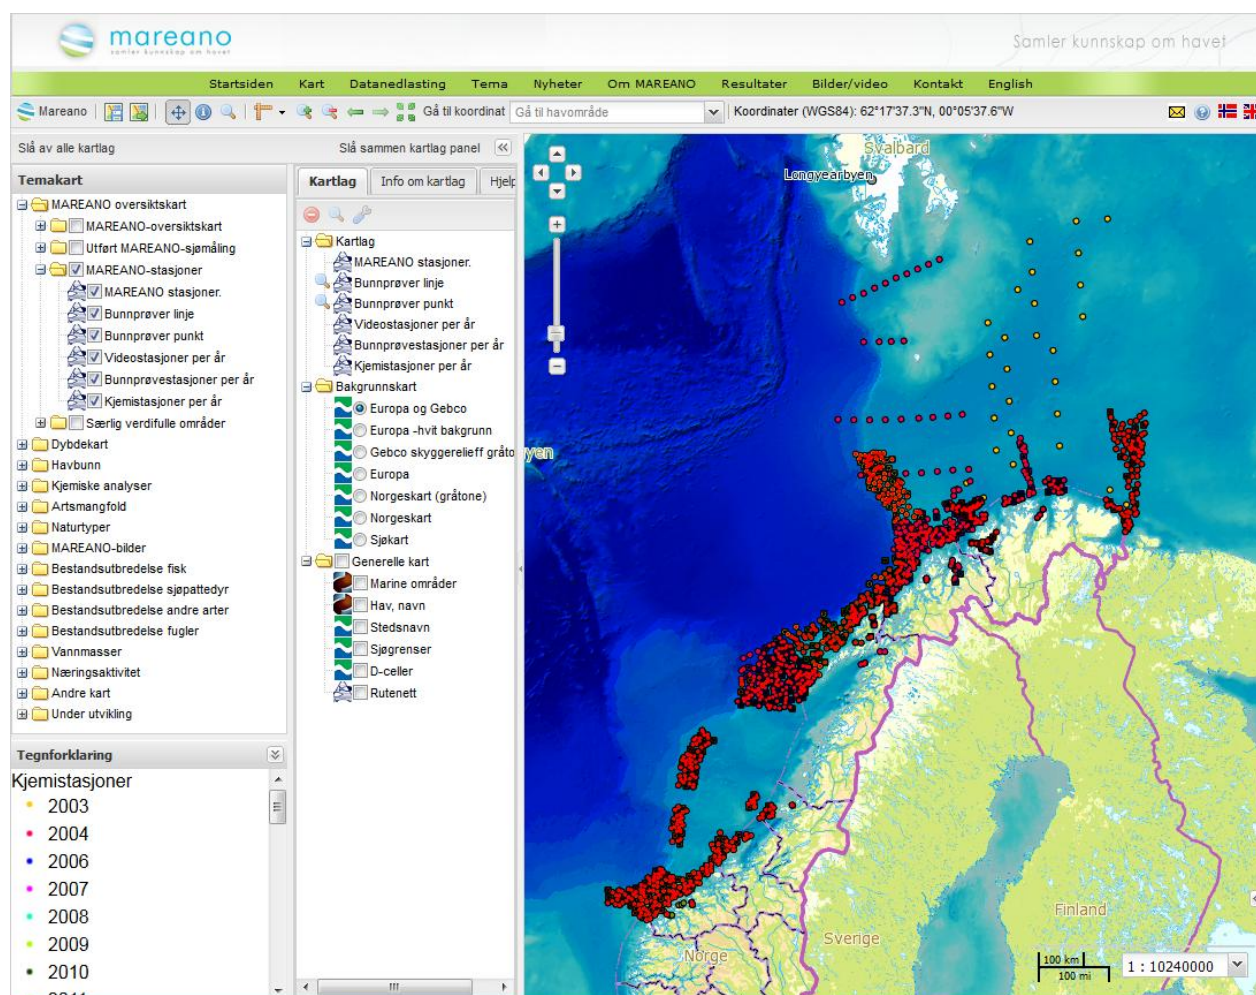 mareano
samler kunnskap om havet
Samler kunnskap om havet
Startsiden Kart Datanedlasting Tema Nyheter Om MAREANO Resultater Bilder/video Kontakt English
Mareano Gå til koordinat Gå til havområde Koordinater (WGS84): 62°17'37.3"N, 00°05'37.6"W
Slå av alle kartlag
Temakart
MAREANO oversiktskart
MAREANO-oversiktskart
Utført MAREANO-sjømåling
MAREANO-stasjoner
MAREANO stasjoner.
Bunnprøver linje
Bunnprøver punkt
Videostasjoner per år
Bunnprøvestasjoner per år
Kjemistasjoner per år
Særlig verdifulle områder
Dybdekart
Havbunn
Kjemiske analyser
Artsmangfold
Naturtyper
MAREANO-bilder
Bestandsutbredelse fisk
Bestandsutbredelse sjøpattedyr
Bestandsutbredelse andre arter
Bestandsutbredelse fugler
Vannmasser
Næringsaktivitet
Andre kart
Under utvikling
Tegnforklaring
Kjemistasjoner
2003
2004
2006
2007
2008
2009
2010
Slå sammen kartlag panel
Kartlag Info om kartlag Hjelp
Kartlag
MAREANO stasjoner.
Bunnprøver linje
Bunnprøver punkt
Videostasjoner per år
Bunnprøvestasjoner per år
Kjemistasjoner per år
Bakgrunnskart
Europa og Gebco
Europa -hvit bakgrunn
Gebco skyggerelieff gråto
Europa
Norgeskart (gråtone)
Norgeskart
Sjøkart
Generelle kart
Marine områder
Hav, navn
Stedsnavn
Sjøgrenser
D-celler
Rutenett
Svalbard
Longyearbyen
yen
Finland
Sverige
Norge
100 km
100 mi
1 : 10240000